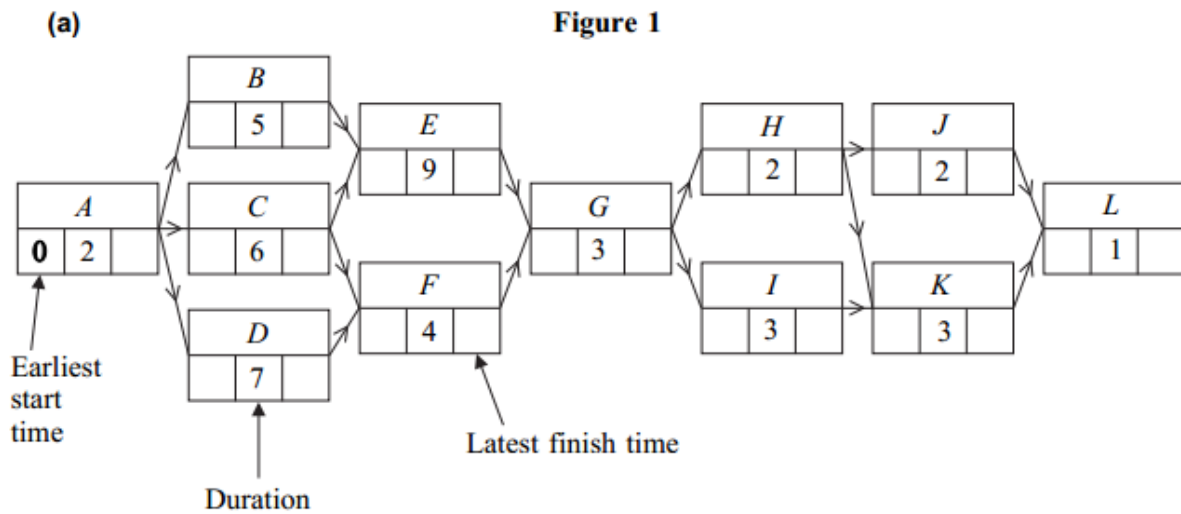 (a)
Figure 1
B
5
E
9
H
2
J
2
A
0 2
C
6
G
3
L
1
D
7
F
4
I
3
K
3
Earliest
start
time
Duration
Latest finish time